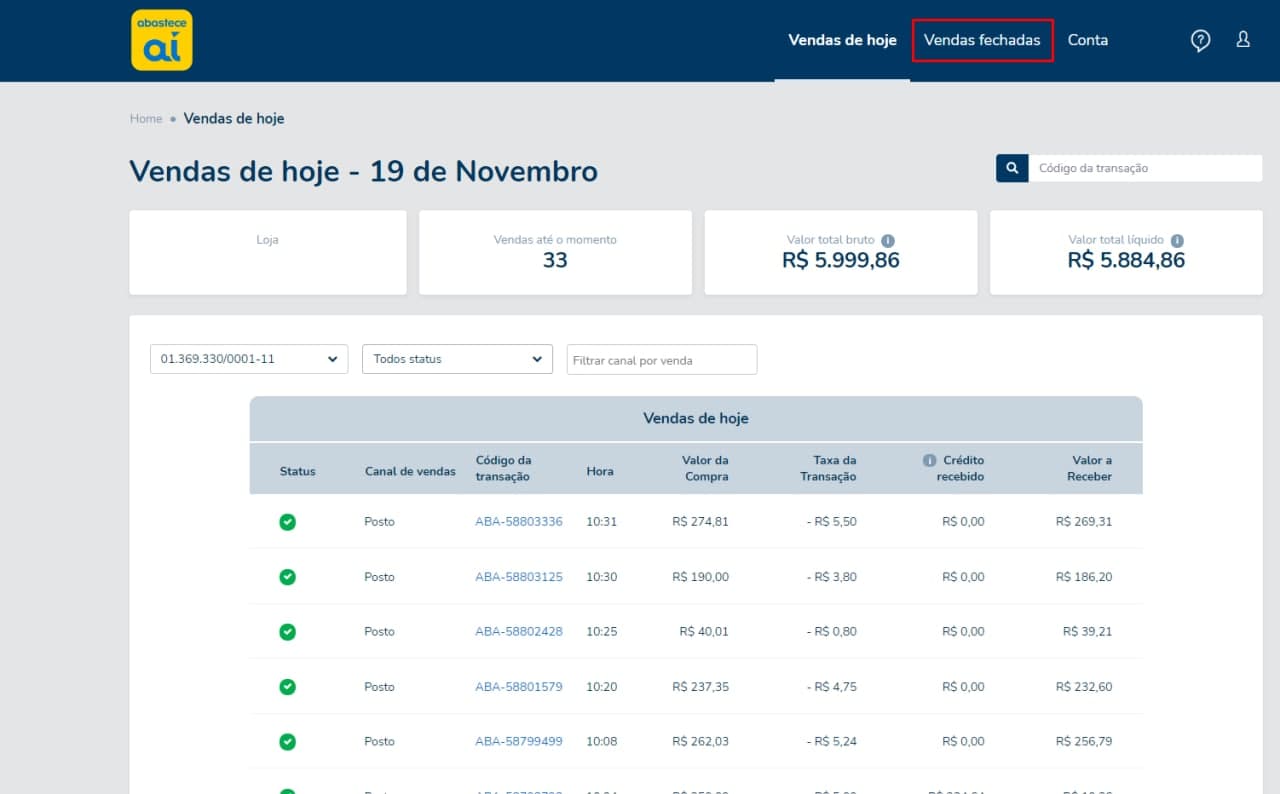 abastece
aí
Vendas de hoje Vendas fechadas Conta
Home • Vendas de hoje
Vendas de hoje - 19 de Novembro
Código da transação
Loja
Vendas até o momento
33
Valor total bruto
R$ 5.999,86
Valor total líquido
R$ 5.884,86
01.369.330/0001-11 Todos status Filtrar canal por venda
Vendas de hoje
Status Canal de vendas Código da transação Hora Valor da Compra Taxa da Transação Crédito recebido Valor a Receber
Posto ABA-58803336 10:31 R$ 274,81 - R$ 5,50 R$ 0,00 R$ 269,31
Posto ABA-58803125 10:30 R$ 190,00 - R$ 3,80 R$ 0,00 R$ 186,20
Posto ABA-58802428 10:25 R$ 40,01 - R$ 0,80 R$ 0,00 R$ 39,21
Posto ABA-58801579 10:20 R$ 237,35 - R$ 4,75 R$ 0,00 R$ 232,60
Posto ABA-58799499 10:08 R$ 262,03 - R$ 5,24 R$ 0,00 R$ 256,79